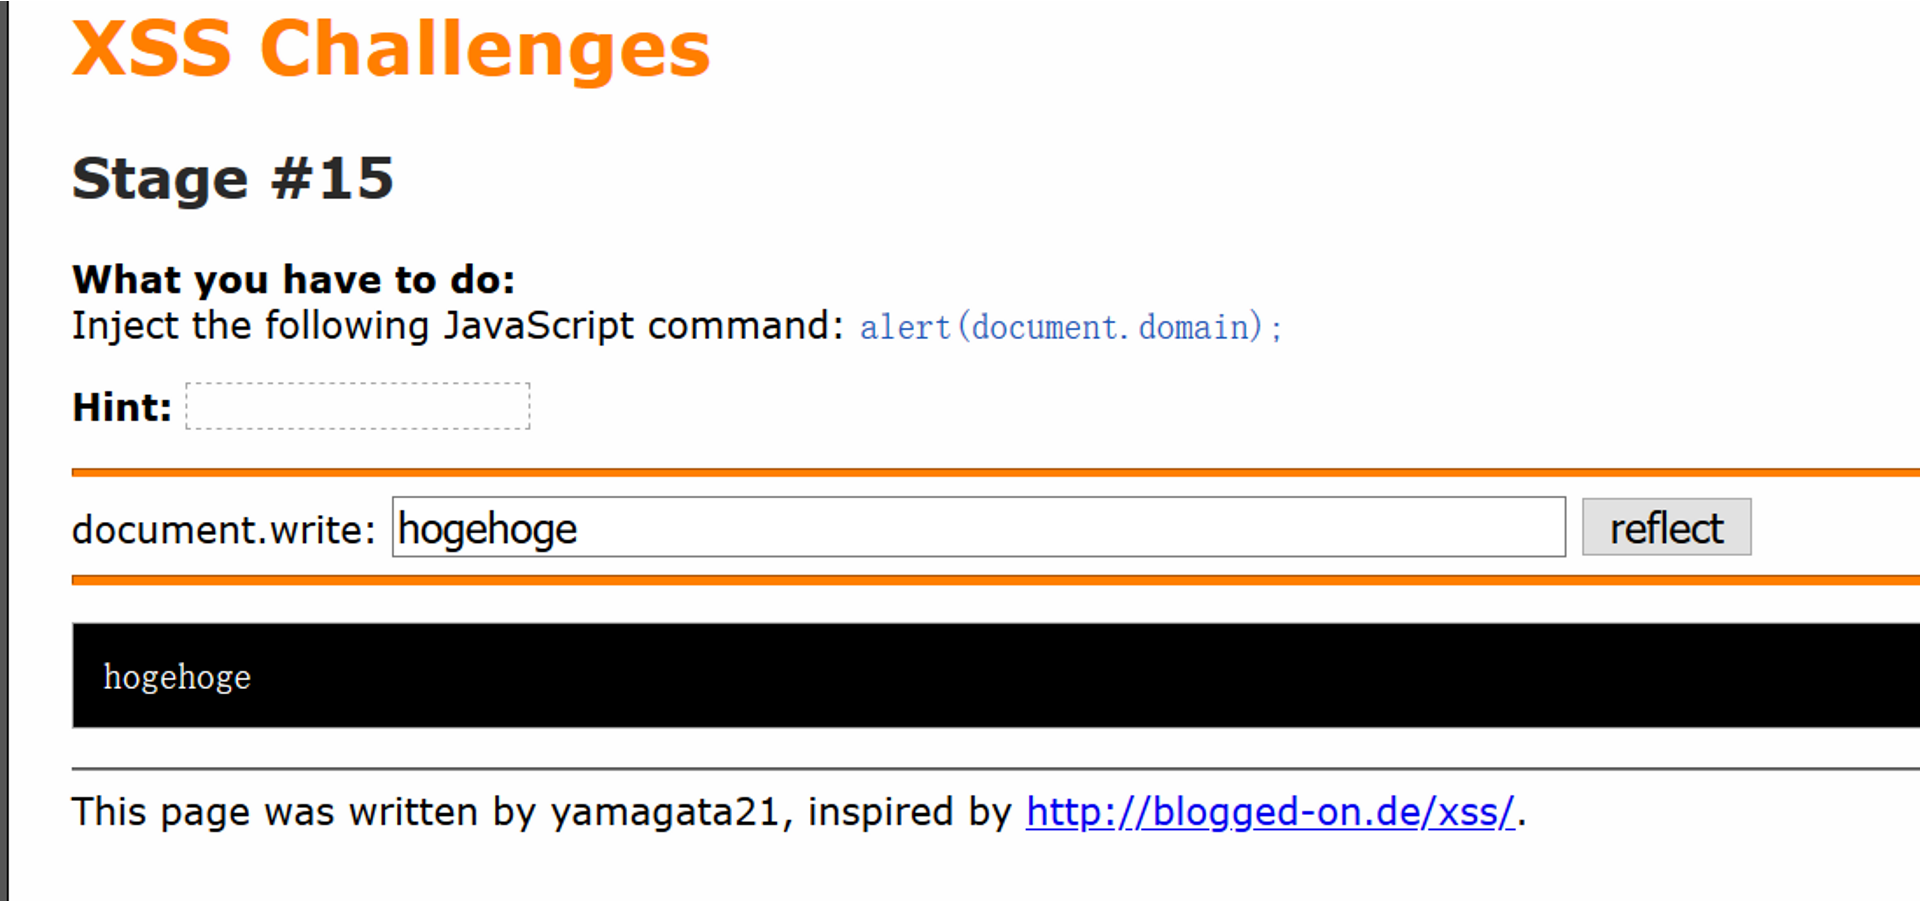 XSS Challenges
Stage #15
What you have to do:
Inject the following JavaScript command: alert(document.domain);
Hint:
document.write: hogehoge reflect
hogehoge
This page was written by yamagata21, inspired by http://blogged-on.de/xss/.